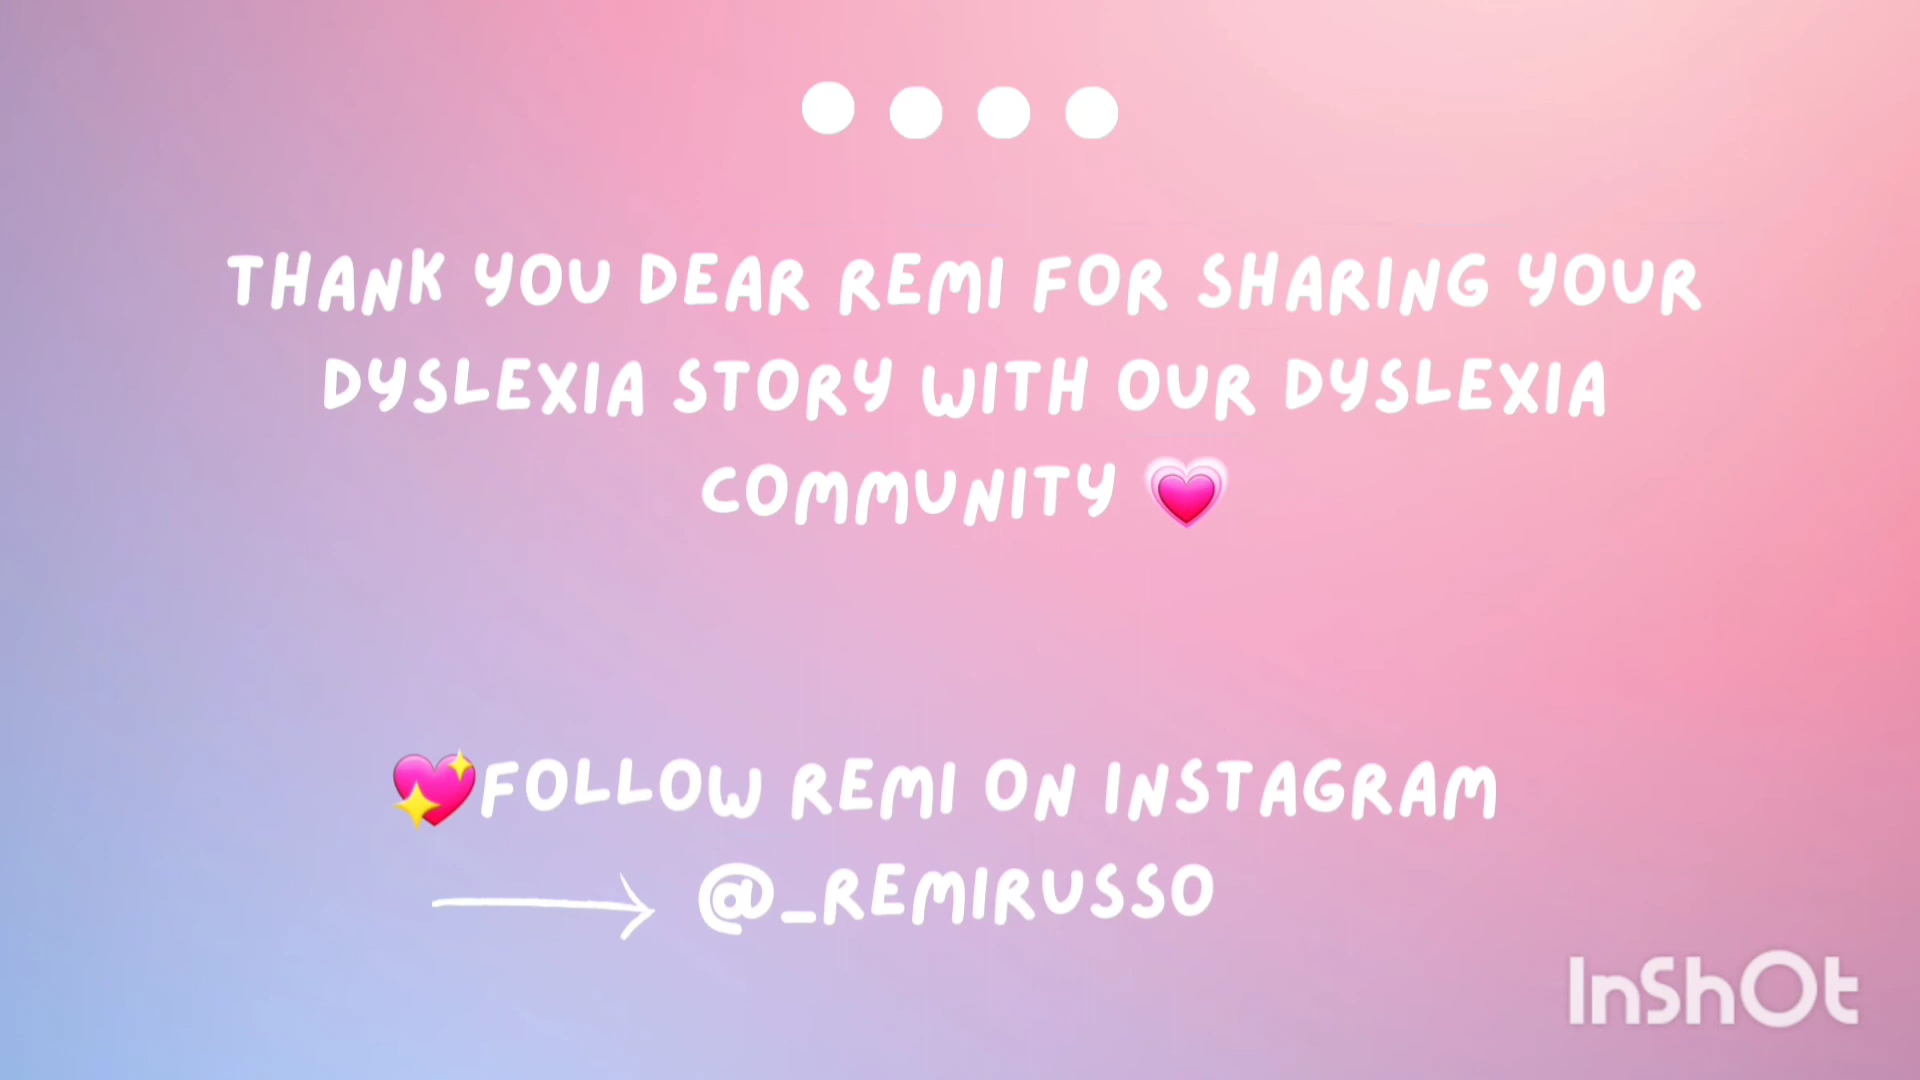 THANK YOU DEAR REMI FOR SHARING YOUR
DYSLEXIA STORY WITH OUR DYSLEXIA
COMMUNITY 💗
💖FOLLOW REMI ON INSTAGRAM
@_REMIRUSSO
InShOt